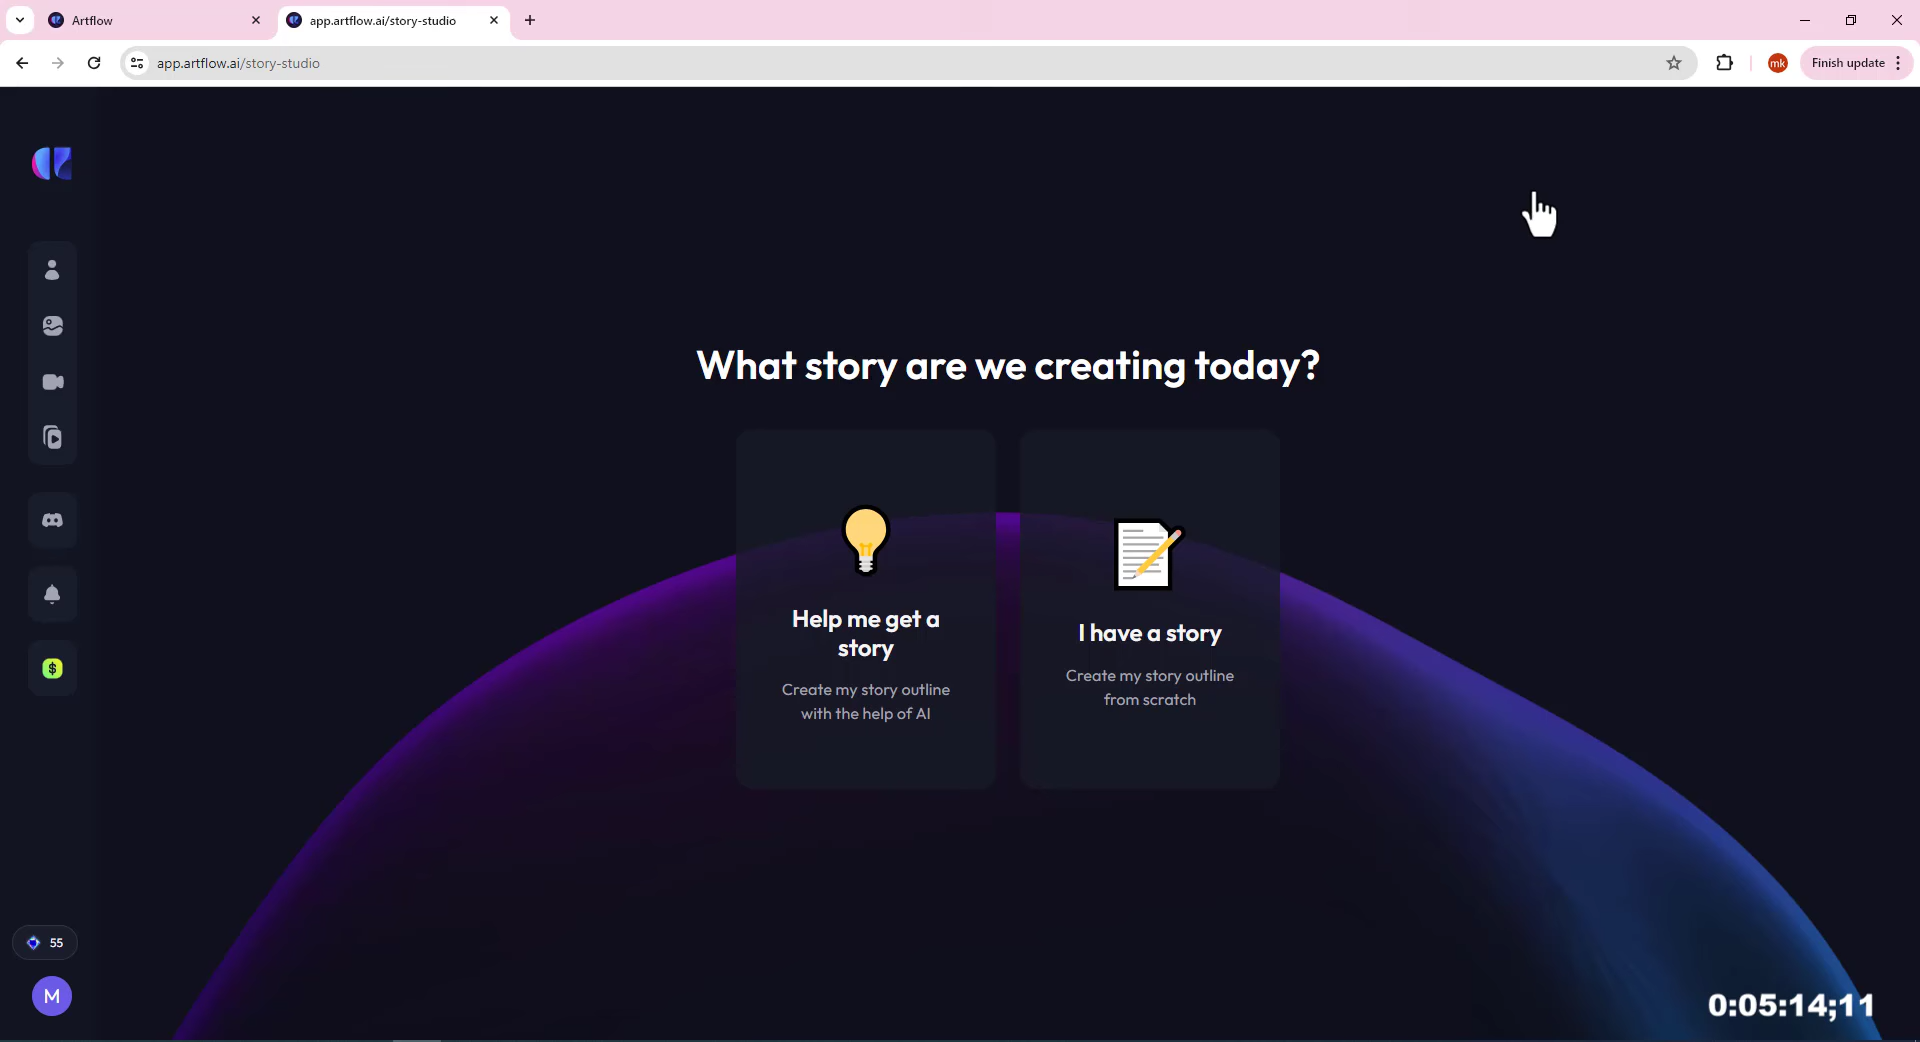 Artflow
app.artflow.ai/story-studio
app.artflow.ai/story-studio
mk
Finish update
What story are we creating today?
Help me get a
story
Create my story outline
with the help of AI
I have a story
Create my story outline
from scratch
$
55
M
0:05:14;11